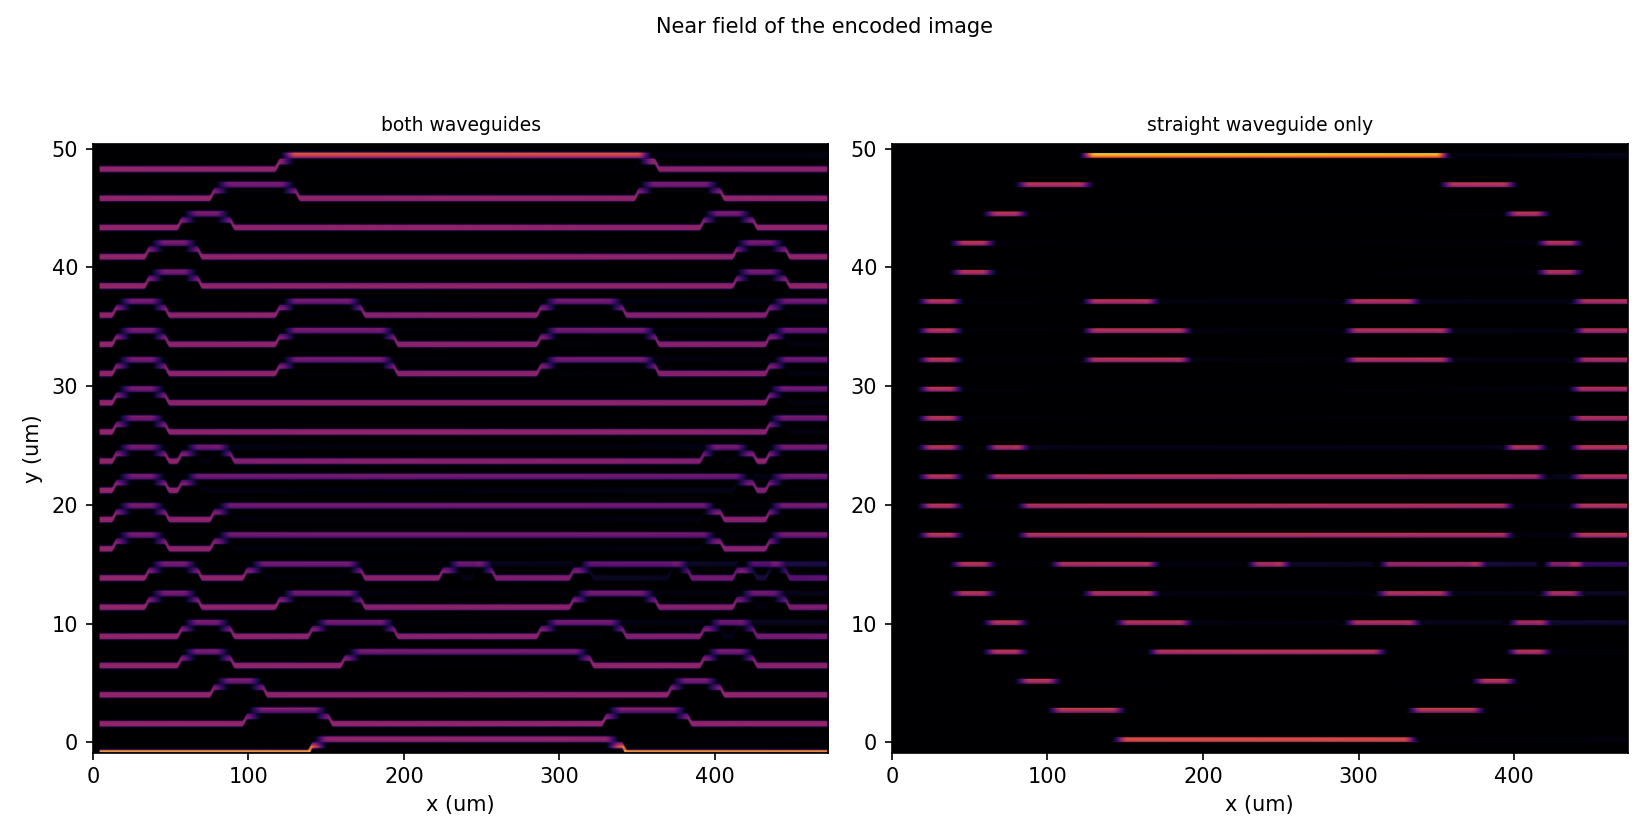 Near field of the encoded image
both waveguides
straight waveguide only
50
40
30
20
10
0
y (um)
0 100 200 300 400
x (um)
50
40
30
20
10
0
0 100 200 300 400
x (um)